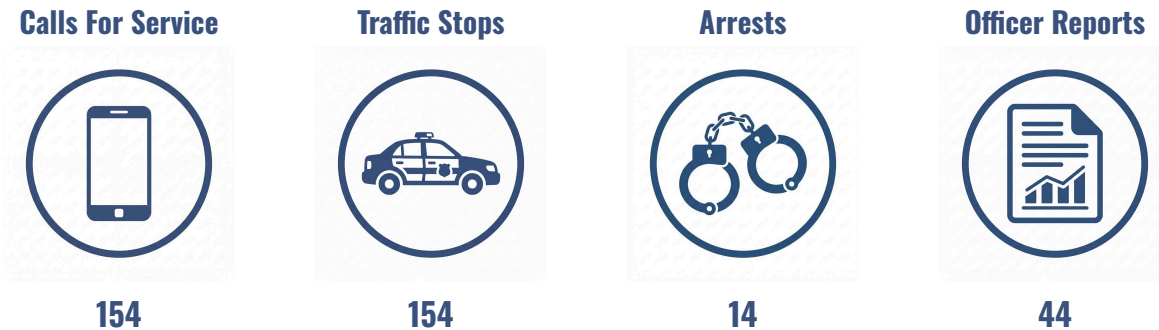 Calls For Service
Traffic Stops
Arrests
Officer Reports
154
154
14
44